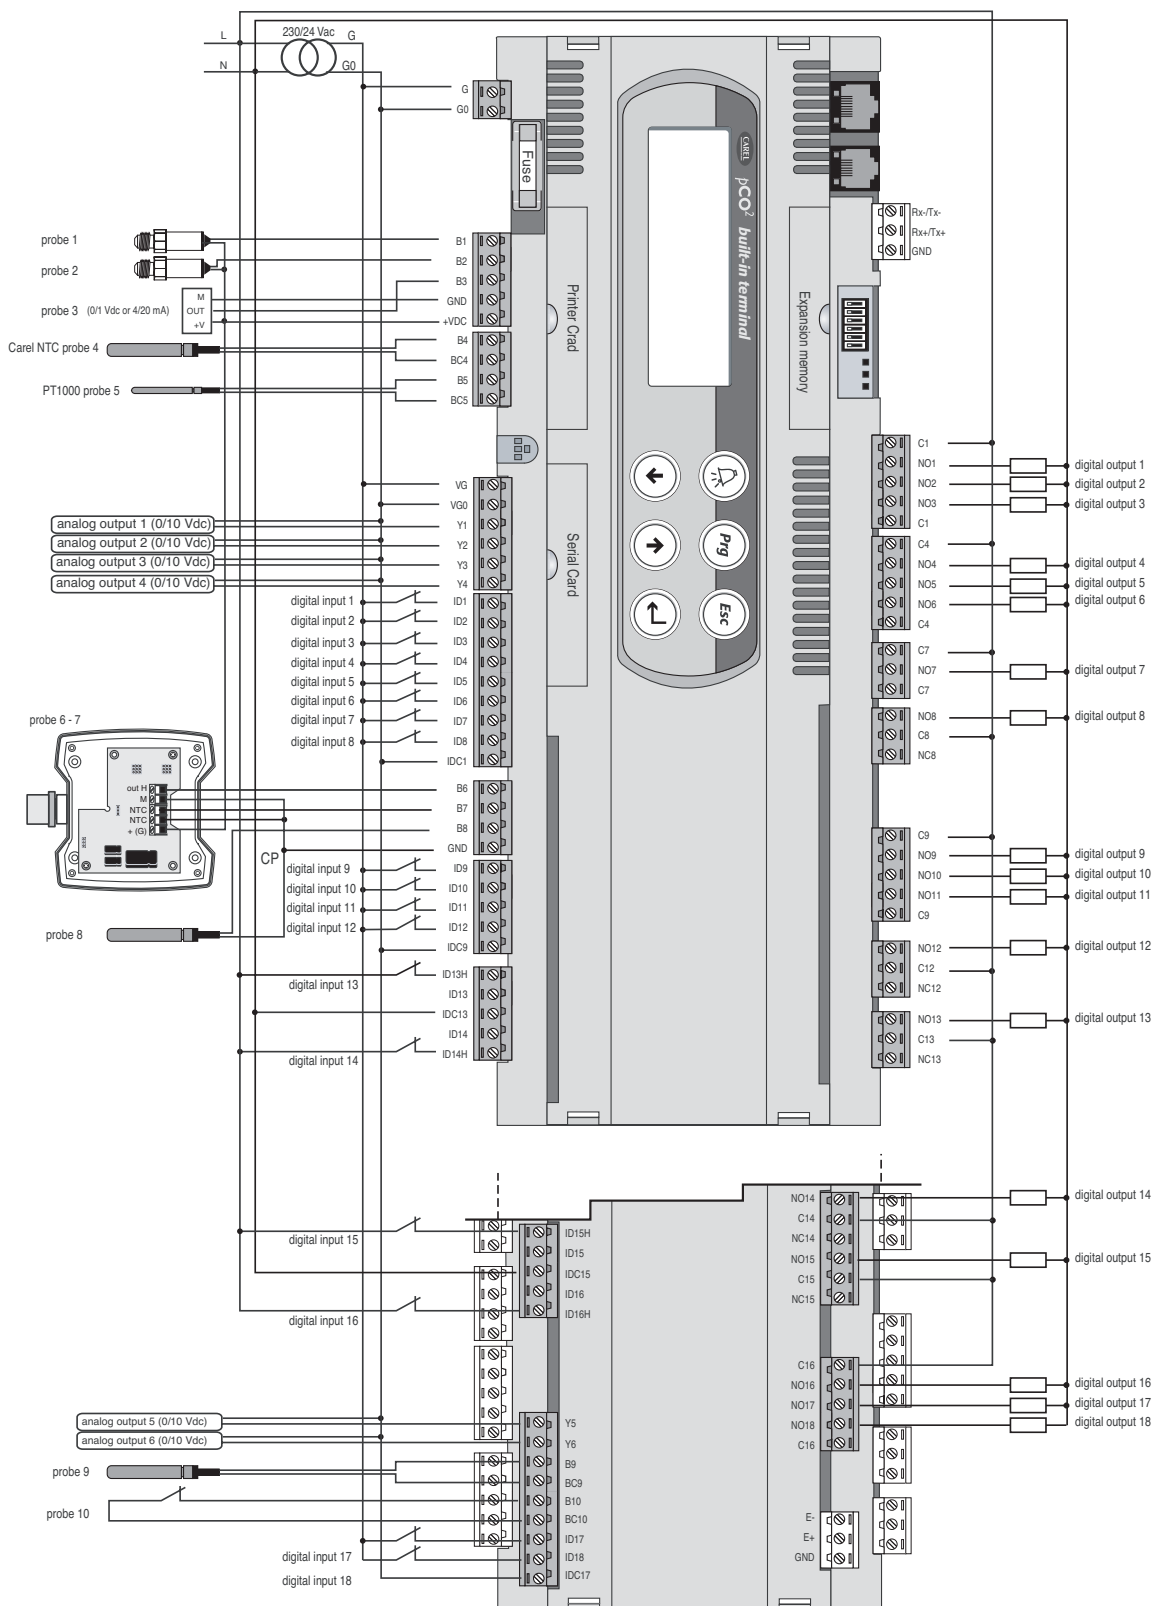 L
230/24 Vac
G
N
G0
G
G0
Fuse
CAREL
pCO2 built-in terminal
Rx-/Tx-
Rx+/Tx+
GND
probe 1
probe 2
probe 3 (0/1 Vdc or 4/20 mA)
M
OUT
+V
Carel NTC probe 4
PT1000 probe 5
B1
B2
B3
GND
+VDC
B4
BC4
B5
BC5
Printer Crad
Expansion memory
Serial Card
Prg
Esc
VG
VG0
Y1
Y2
Y3
Y4
analog output 1 (0/10 Vdc)
analog output 2 (0/10 Vdc)
analog output 3 (0/10 Vdc)
analog output 4 (0/10 Vdc)
digital input 1
digital input 2
digital input 3
digital input 4
digital input 5
digital input 6
digital input 7
digital input 8
ID1
ID2
ID3
ID4
ID5
ID6
ID7
ID8
IDC1
probe 6 - 7
out H
M
NTC
NTC
+ (G)
CP
B6
B7
B8
GND
digital input 9
digital input 10
digital input 11
digital input 12
ID9
ID10
ID11
ID12
IDC9
probe 8
digital input 13
digital input 14
ID13H
ID13
IDC13
ID14
ID14H
C1
NO1
NO2
NO3
C1
digital output 1
digital output 2
digital output 3
C4
NO4
NO5
NO6
C4
digital output 4
digital output 5
digital output 6
C7
NO7
C7
digital output 7
NO8
C8
NC8
digital output 8
C9
NO9
NO10
NO11
C9
digital output 9
digital output 10
digital output 11
NO12
C12
NC12
digital output 12
NO13
C13
NC13
digital output 13
digital input 15
digital input 16
ID15H
ID15
IDC15
ID16
ID16H
NO14
C14
NC14
NO15
C15
NC15
digital output 14
digital output 15
C16
NO16
NO17
NO18
C16
digital output 16
digital output 17
digital output 18
analog output 5 (0/10 Vdc)
analog output 6 (0/10 Vdc)
probe 9
probe 10
digital input 17
digital input 18
Y5
Y6
B9
BC9
B10
BC10
ID17
ID18
IDC17
E-
E+
GND